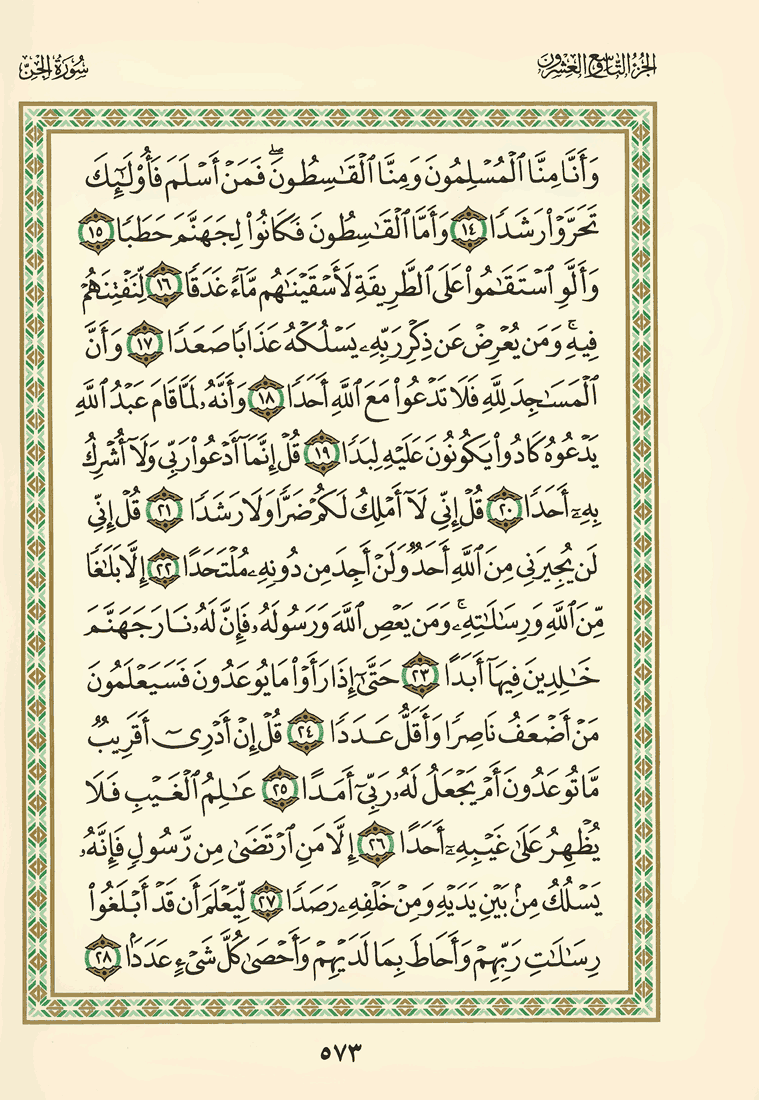 الجزء التاسع والعشرون
سورة الجن
وَأَنَّا مِنَّا ٱلْمُسْلِمُونَ وَمِنَّا ٱلْقَٰسِطُونَۖ فَمَنْ أَسْلَمَ فَأُو۟لَٰٓئِكَ
تَحَرَّوْا۟ رَشَدًا ١٤ وَأَمَّا ٱلْقَٰسِطُونَ فَكَانُوا۟ لِجَهَنَّمَ حَطَبًا ١٥
وَأَلَّوِ ٱسْتَقَٰمُوا۟ عَلَى ٱلطَّرِيقَةِ لَأَسْقَيْنَٰهُم مَّآءً غَدَقًا ١٦ لِّنَفْتِنَهُمْ
فِيهِۚ وَمَن يُعْرِضْ عَن ذِكْرِ رَبِّهِۦ يَسْلُكْهُ عَذَابًا صَعَدًا ١٧ وَأَنَّ
ٱلْمَسَٰجِدَ لِلَّهِ فَلَا تَدْعُوا۟ مَعَ ٱللَّهِ أَحَدًا ١٨ وَأَنَّهُۥ لَمَّا قَامَ عَبْدُ ٱللَّهِ
يَدْعُوهُ كَادُوا۟ يَكُونُونَ عَلَيْهِ لِبَدًا ١٩ قُلْ إِنَّمَآ أَدْعُوا۟ رَبِّى وَلَآ أُشْرِكُ
بِهِۦٓ أَحَدًا ٢٠ قُلْ إِنِّى لَآ أَمْلِكُ لَكُمْ ضَرًّا وَلَا رَشَدًا ٢١ قُلْ إِنِّى
لَن يُجِيرَنِى مِنَ ٱللَّهِ أَحَدٌ وَلَنْ أَجِدَ مِن دُونِهِۦ مُلْتَحَدًا ٢٢ إِلَّا بَلَٰغًا
مِّنَ ٱللَّهِ وَرِسَٰلَٰتِهِۦۚ وَمَن يَعْصِ ٱللَّهَ وَرَسُولَهُۥ فَإِنَّ لَهُۥ نَارَ جَهَنَّمَ
خَٰلِدِينَ فِيهَآ أَبَدًا ٢٣ حَتَّىٰٓ إِذَا رَأَوْا۟ مَا يُوعَدُونَ فَسَيَعْلَمُونَ
مَنْ أَضْعَفُ نَاصِرًا وَأَقَلُّ عَدَدًا ٢٤ قُلْ إِنْ أَدْرِىٓ أَقَرِيبٌ
مَّا تُوعَدُونَ أَمْ يَجْعَلُ لَهُۥ رَبِّىٓ أَمَدًا ٢٥ عَٰلِمُ ٱلْغَيْبِ فَلَا
يُظْهِرُ عَلَىٰ غَيْبِهِۦٓ أَحَدًا ٢٦ إِلَّا مَنِ ٱرْتَضَىٰ مِن رَّسُولٍ فَإِنَّهُۥ
يَسْلُكُ مِنۢ بَيْنِ يَدَيْهِ وَمِنْ خَلْفِهِۦ رَصَدًا ٢٧ لِّيَعْلَمَ أَن قَدْ أَبْلَغُوا۟
رِسَٰلَٰتِ رَبِّهِمْ وَأَحَاطَ بِمَا لَدَيْهِمْ وَأَحْصَىٰ كُلَّ شَىْءٍ عَدَدًۢا ٢٨
٥٧٣